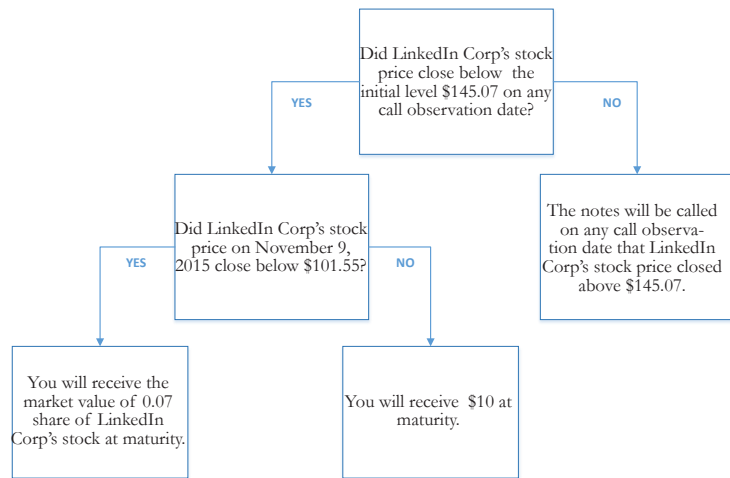 Did LinkedIn Corp's stock
price close below the
initial level $145.07 on any
call observation date?
YES
NO
Did LinkedIn Corp's stock
price on November 9,
2015 close below $101.55?
The notes will be called
on any call observa-
tion date that LinkedIn
Corp's stock price closed
above $145.07.
YES
NO
You will receive the
market value of 0.07
share of LinkedIn
Corp's stock at maturity.
You will receive $10 at
maturity.